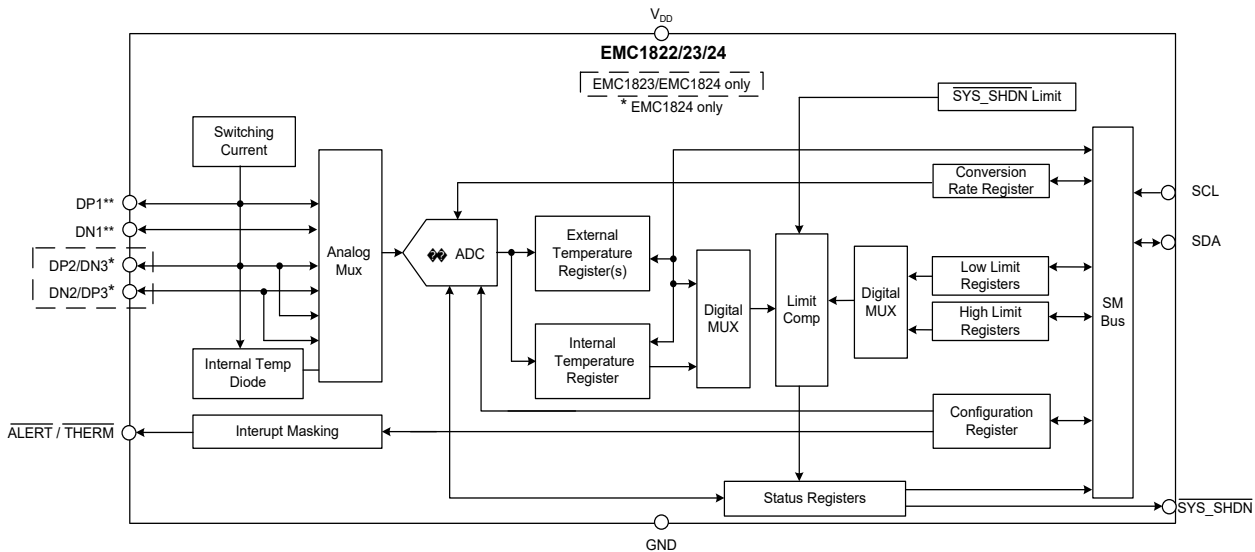 VDD
EMC1822/23/24
EMC1823/EMC1824 only
* EMC1824 only
SYS_SHDN Limit
Switching
Current
Conversion
Rate Register
SCL
DP1**
DN1**
DP2/DN3*
DN2/DP3*
Analog
Mux
ADC
External
Temperature
Register(s)
SDA
Low Limit
Registers
High Limit
Registers
Digital
MUX
Limit
Comp
Digital
MUX
SM
Bus
Internal
Temperature
Register
Internal Temp
Diode
Configuration
Register
ALERT / THERM
Interupt Masking
Status Registers
SYS_SHDN
GND